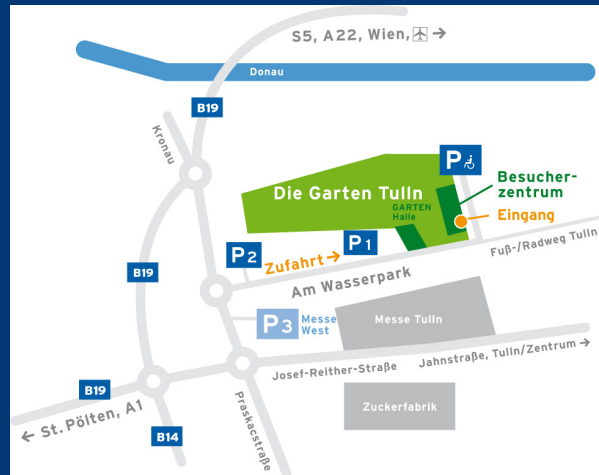 S5, A22, Wien, →
Donau
B19
Kronau
P
Die Garten Tulln
Besucher-
zentrum
GARTEN
Halle
Eingang
P1
P2
Zufahrt →
Fuß-/Radweg Tulln
Am Wasserpark
B19
P3 Messe
West
Messe Tulln
Josef-Reither-Straße
Jahnstraße, Tulln/Zentrum →
B19
← St. Pölten, A1
Praskacstraße
Zuckerfabrik
B14